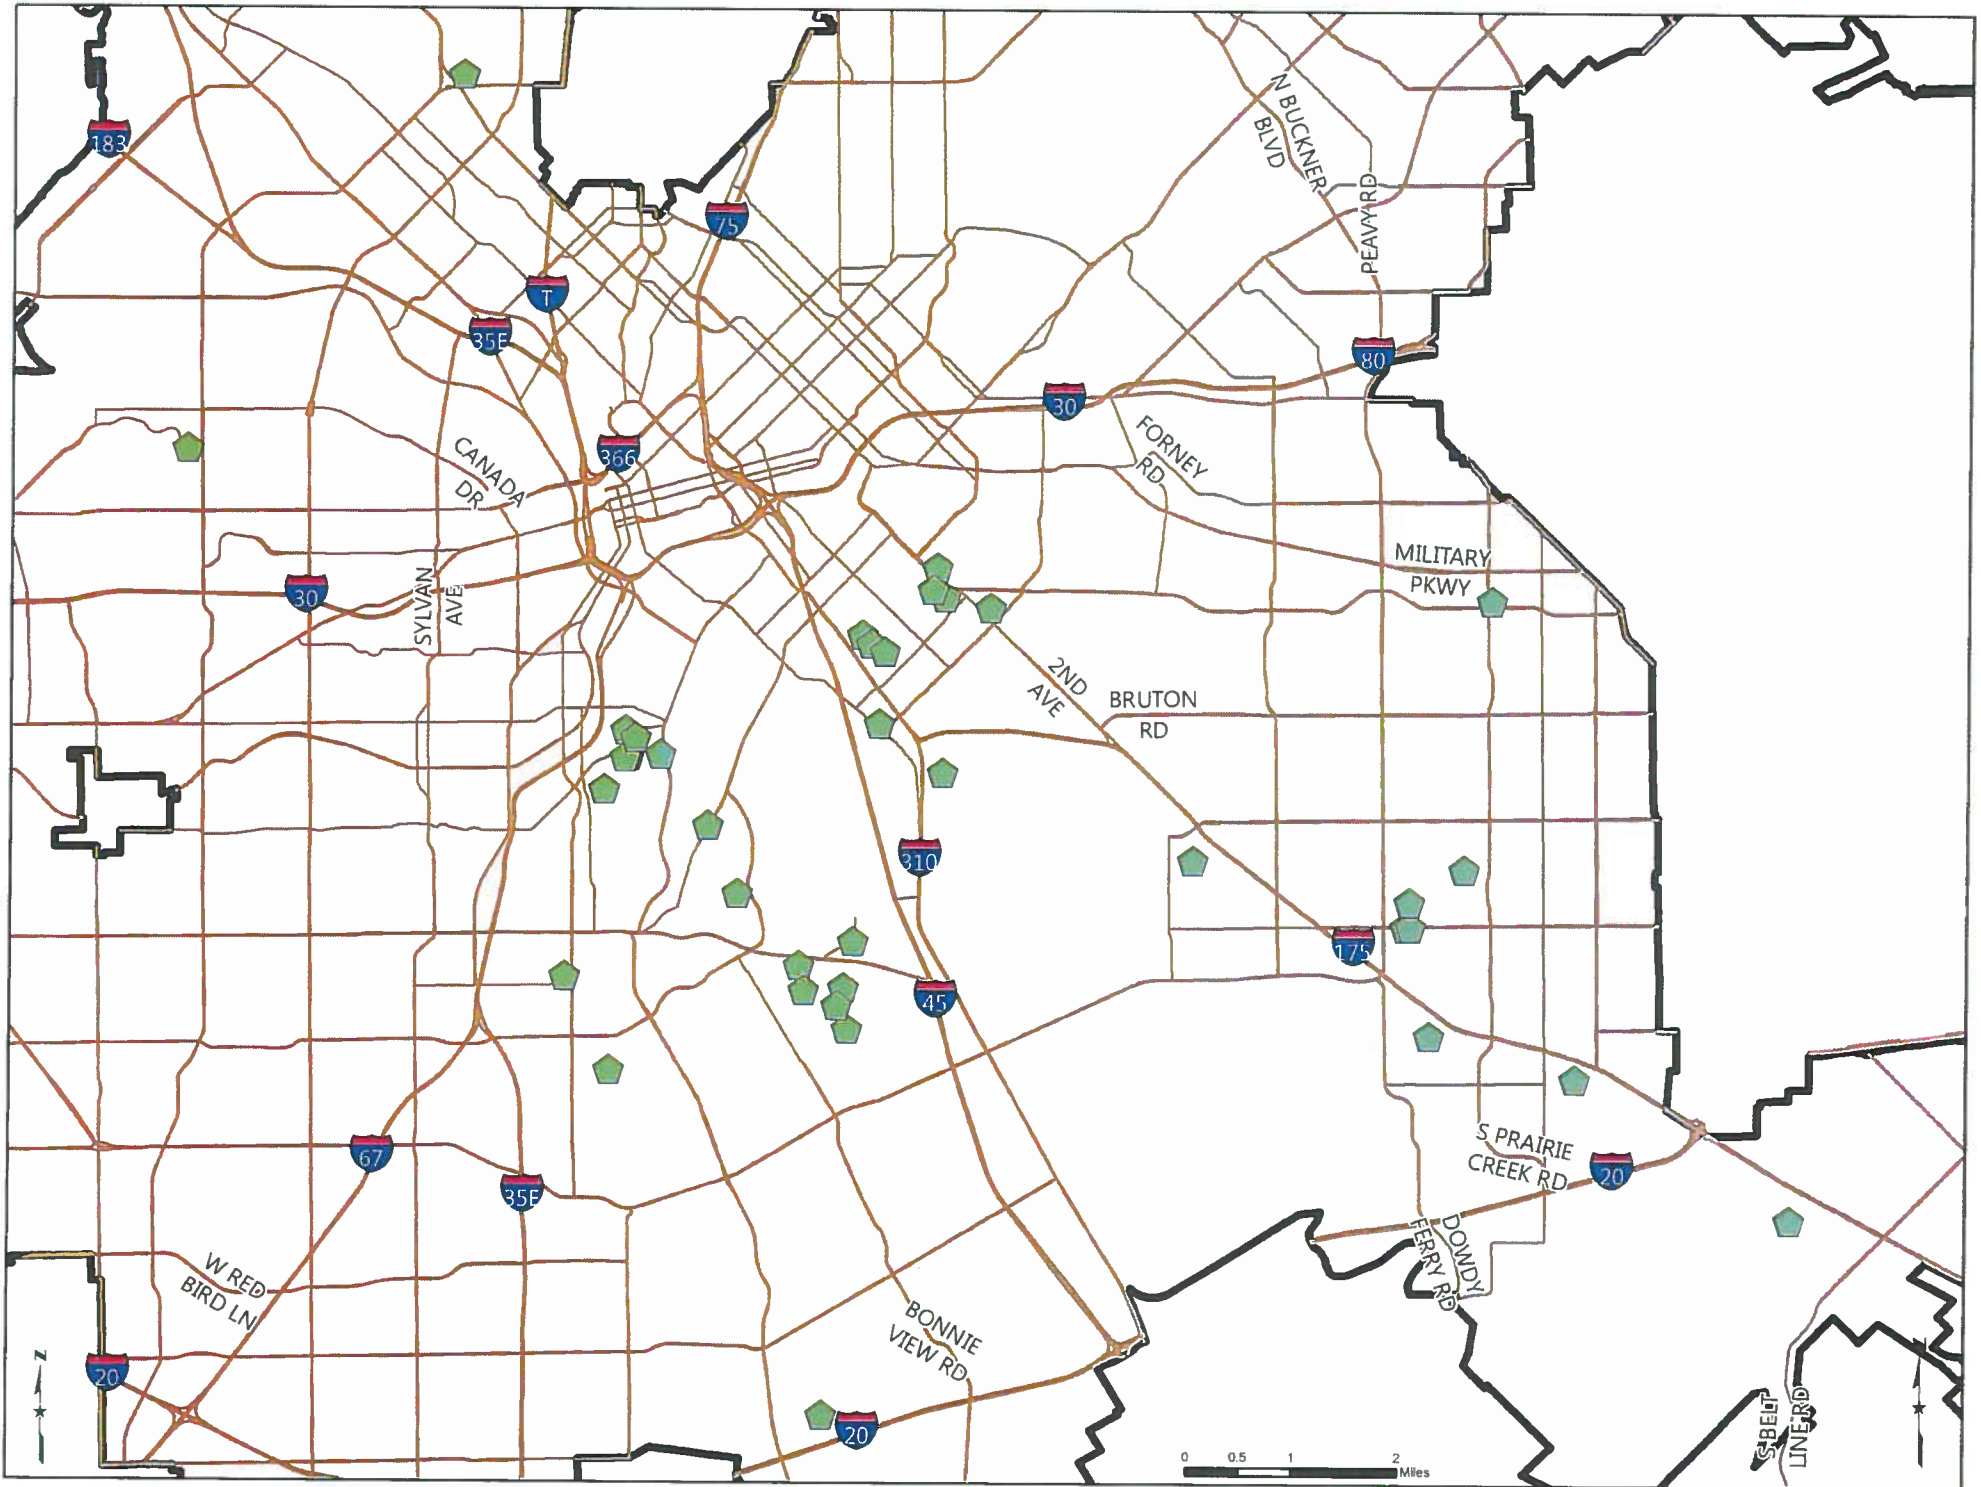 N BUCKNER
BLVD
183
PEAVY RD
75
T
35E
80
30
366
CANADA
DR
FORNEY
RD
MILITARY
PKWY
30
SYLVAN
AVE
2ND
AVE
BRUTON
RD
310
175
45
67
35E
S PRAIRIE
CREEK RD
20
DOWDY
FERRY RD
W RED
BIRD LN
BONNIE
VIEW RD
N
20
20
S BELT
LINE RD
0 0.5 1 2
Miles